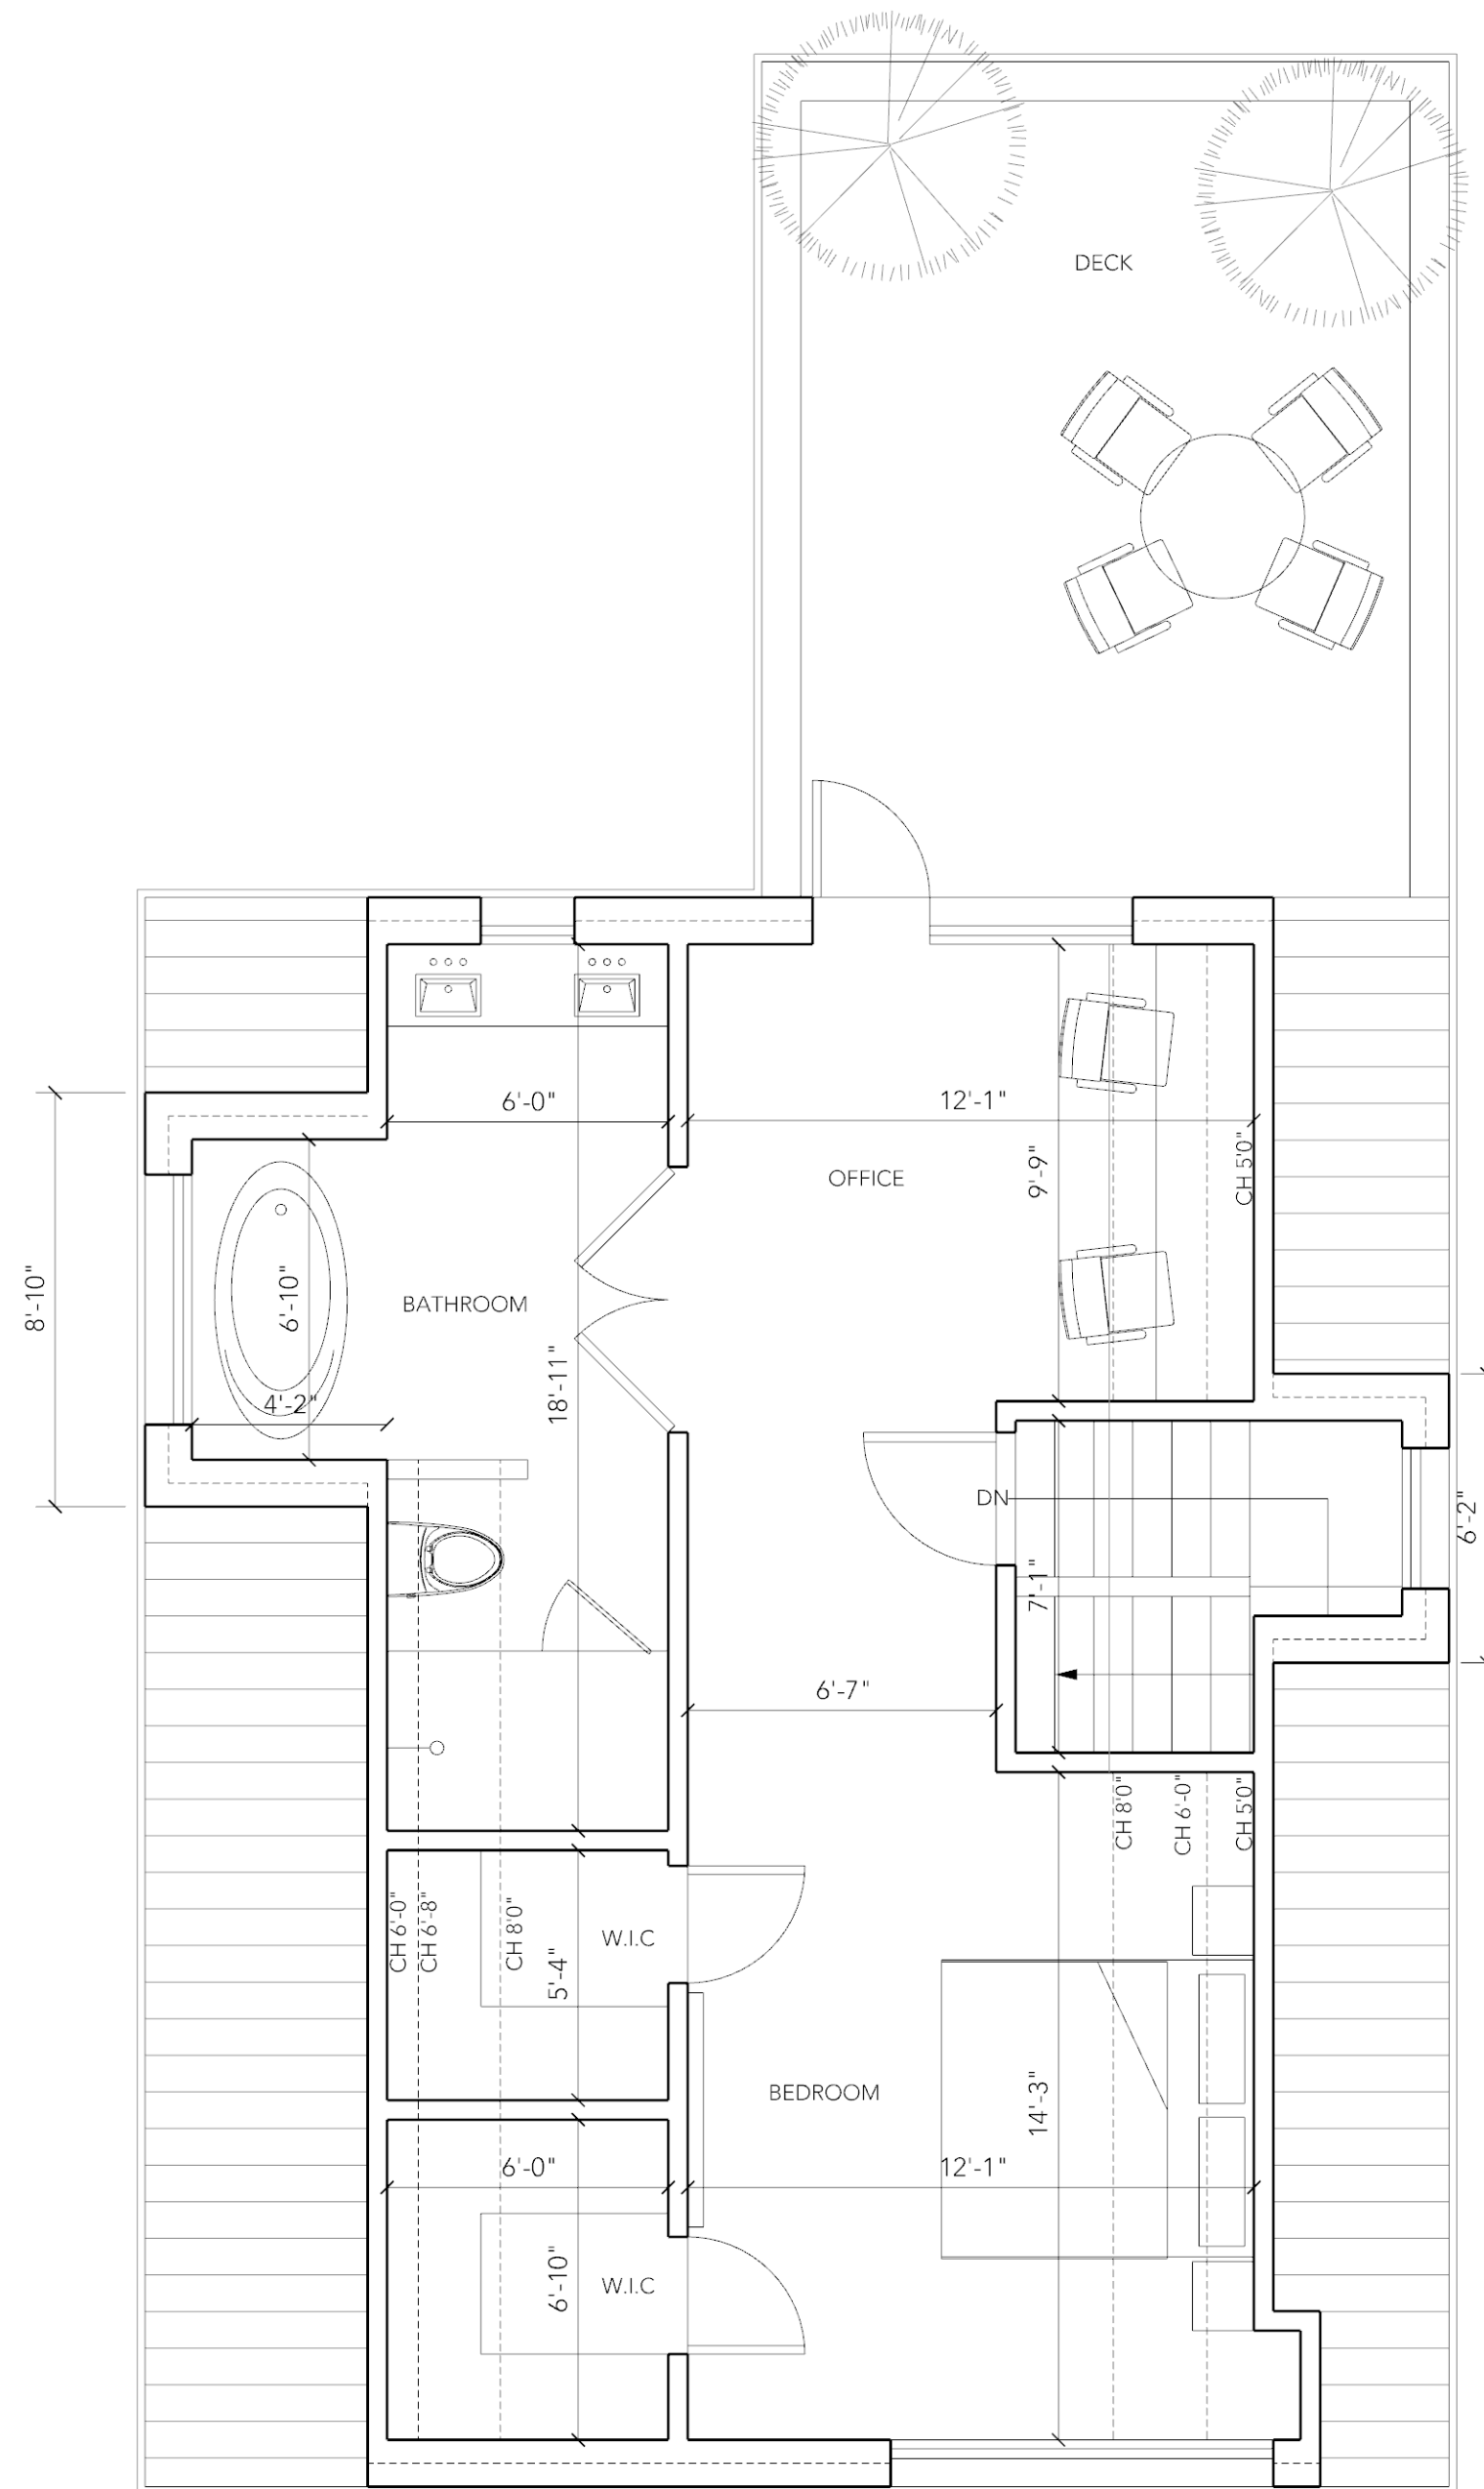 DECK
6'-0"
12'-1"
CH 5'0"
9'-9"
OFFICE
8'-10"
6'-10"
BATHROOM
18'-11"
4'-2"
DN
6'-2"
7'-1"
6'-7"
CH 8'0"
CH 6'-0"
CH 5'0"
CH 6'-0"
CH 6'-8"
CH 8'0"
W.I.C
5'-4"
BEDROOM
14'-3"
6'-0"
12'-1"
6'-10"
W.I.C